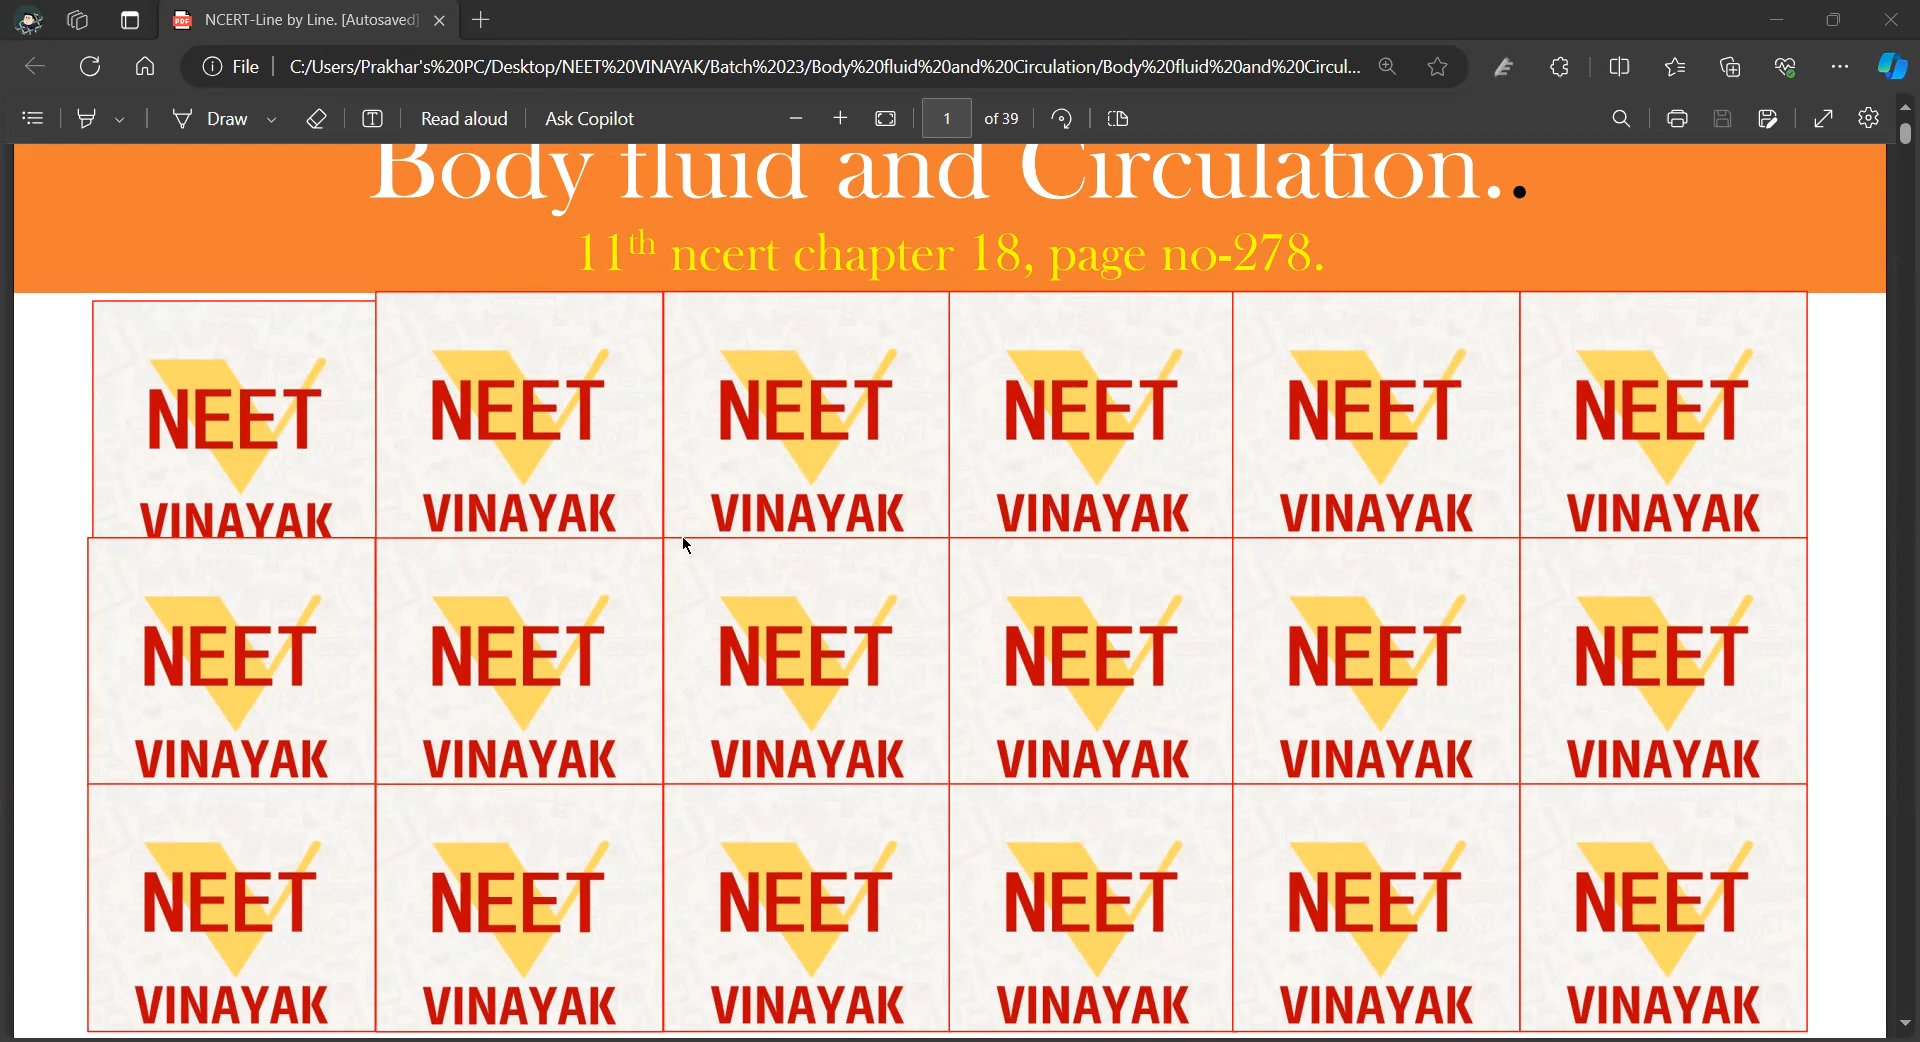 NCERT-Line by Line. [Autosaved]
File C:/Users/Prakhar's%20PC/Desktop/NEET%20VINAYAK/Batch%2023/Body%20fluid%20and%20Circulation/Body%20fluid%20and%20Circul...
Draw Read aloud Ask Copilot 1 of 39
Body fluid and Circulation..
11th ncert chapter 18, page no-278.
NEET NEET NEET NEET NEET NEET
VINAYAK VINAYAK VINAYAK VINAYAK VINAYAK VINAYAK
NEET NEET NEET NEET NEET NEET
VINAYAK VINAYAK VINAYAK VINAYAK VINAYAK VINAYAK
NEET NEET NEET NEET NEET NEET
VINAYAK VINAYAK VINAYAK VINAYAK VINAYAK VINAYAK